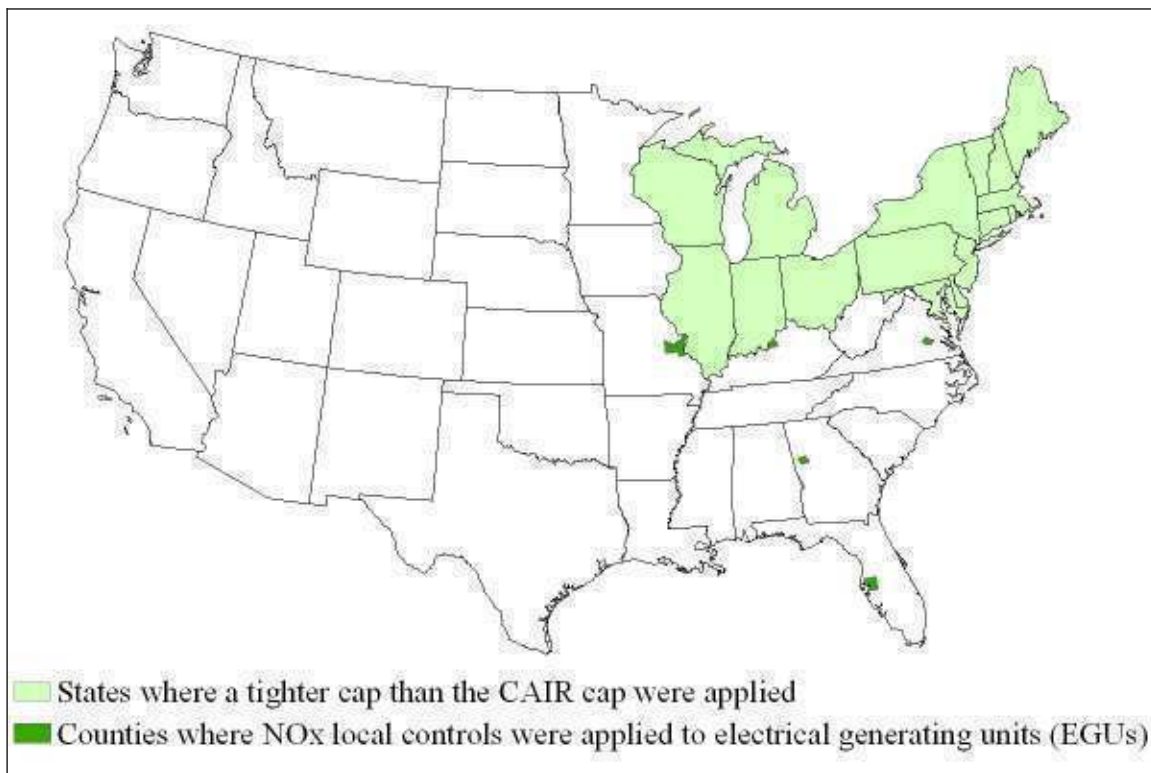 States where a tighter cap than the CAIR cap were applied
Counties where NOx local controls were applied to electrical generating units (EGUs)